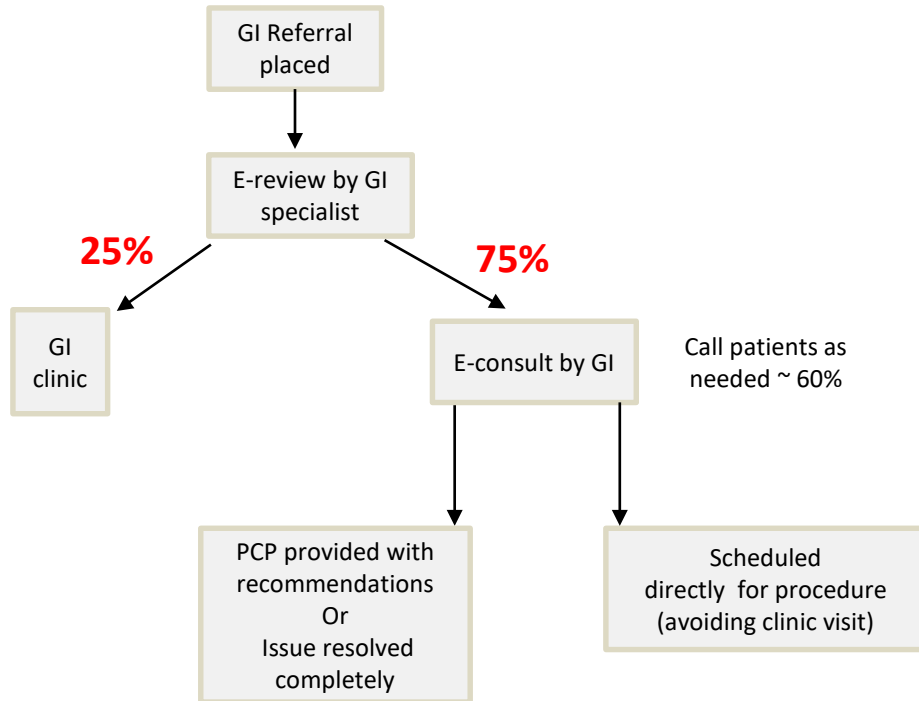 GI Referral
placed
E-review by GI
specialist
25%
75%
GI
clinic
E-consult by GI
Call patients as
needed ~ 60%
PCP provided with
recommendations
Or
Issue resolved
completely
Scheduled
directly for procedure
(avoiding clinic visit)